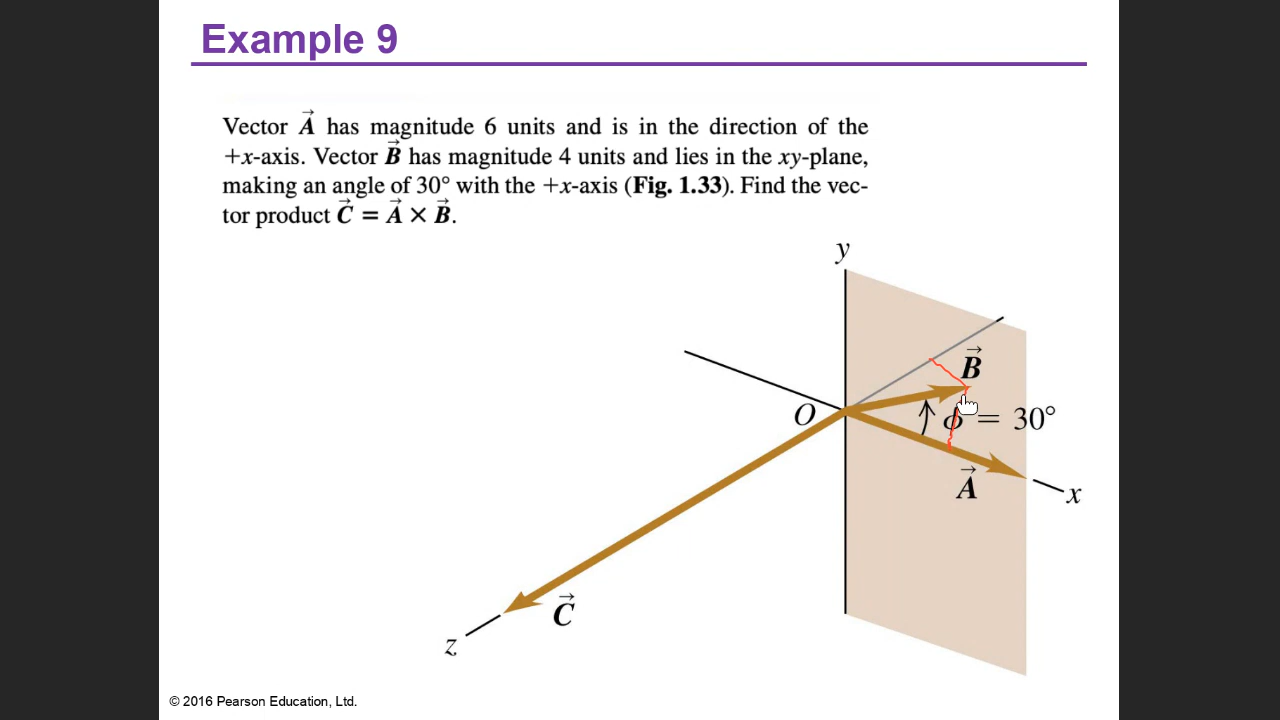 Example 9
Vector A⃗ has magnitude 6 units and is in the direction of the
+x-axis. Vector B⃗ has magnitude 4 units and lies in the xy-plane,
making an angle of 30° with the +x-axis (Fig. 1.33). Find the vec-
tor product C⃗ = A⃗ × B⃗.
y
B⃗
O
ϕ = 30°
A⃗
x
C⃗
z
© 2016 Pearson Education, Ltd.